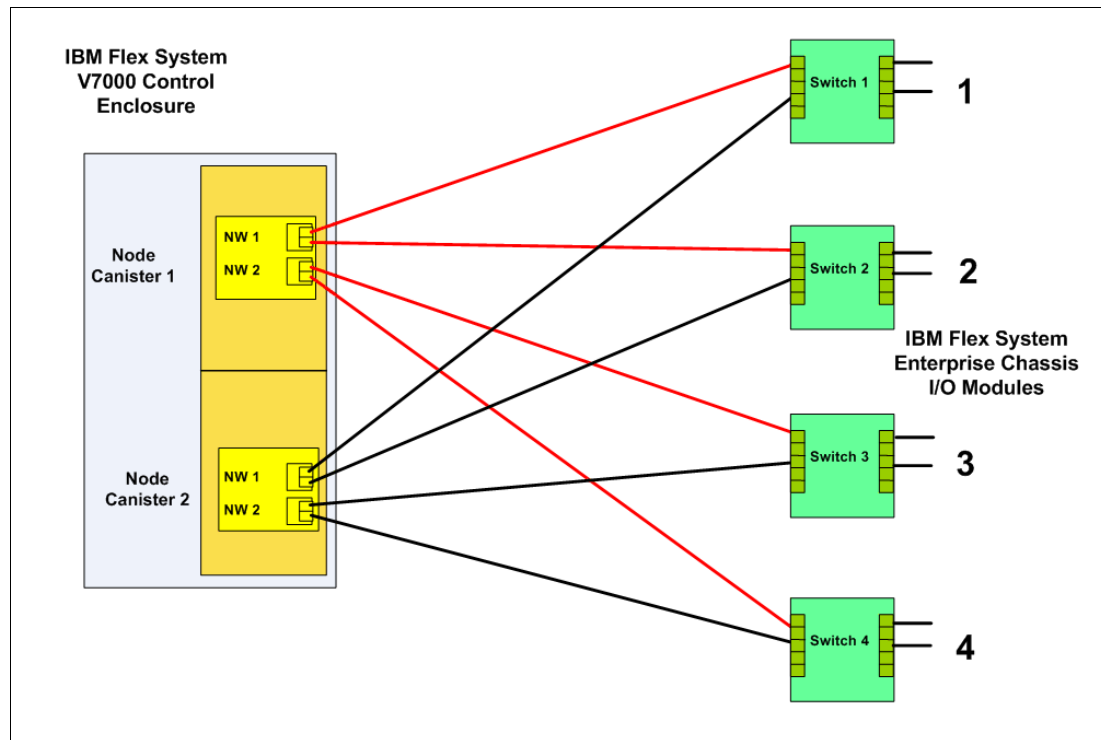 IBM Flex System
V7000 Control
Enclosure
Node
Canister 1
NW 1
NW 2
Node
Canister 2
NW 1
NW 2
Switch 1
1
Switch 2
2
IBM Flex System
Enterprise Chassis
I/O Modules
Switch 3
3
Switch 4
4